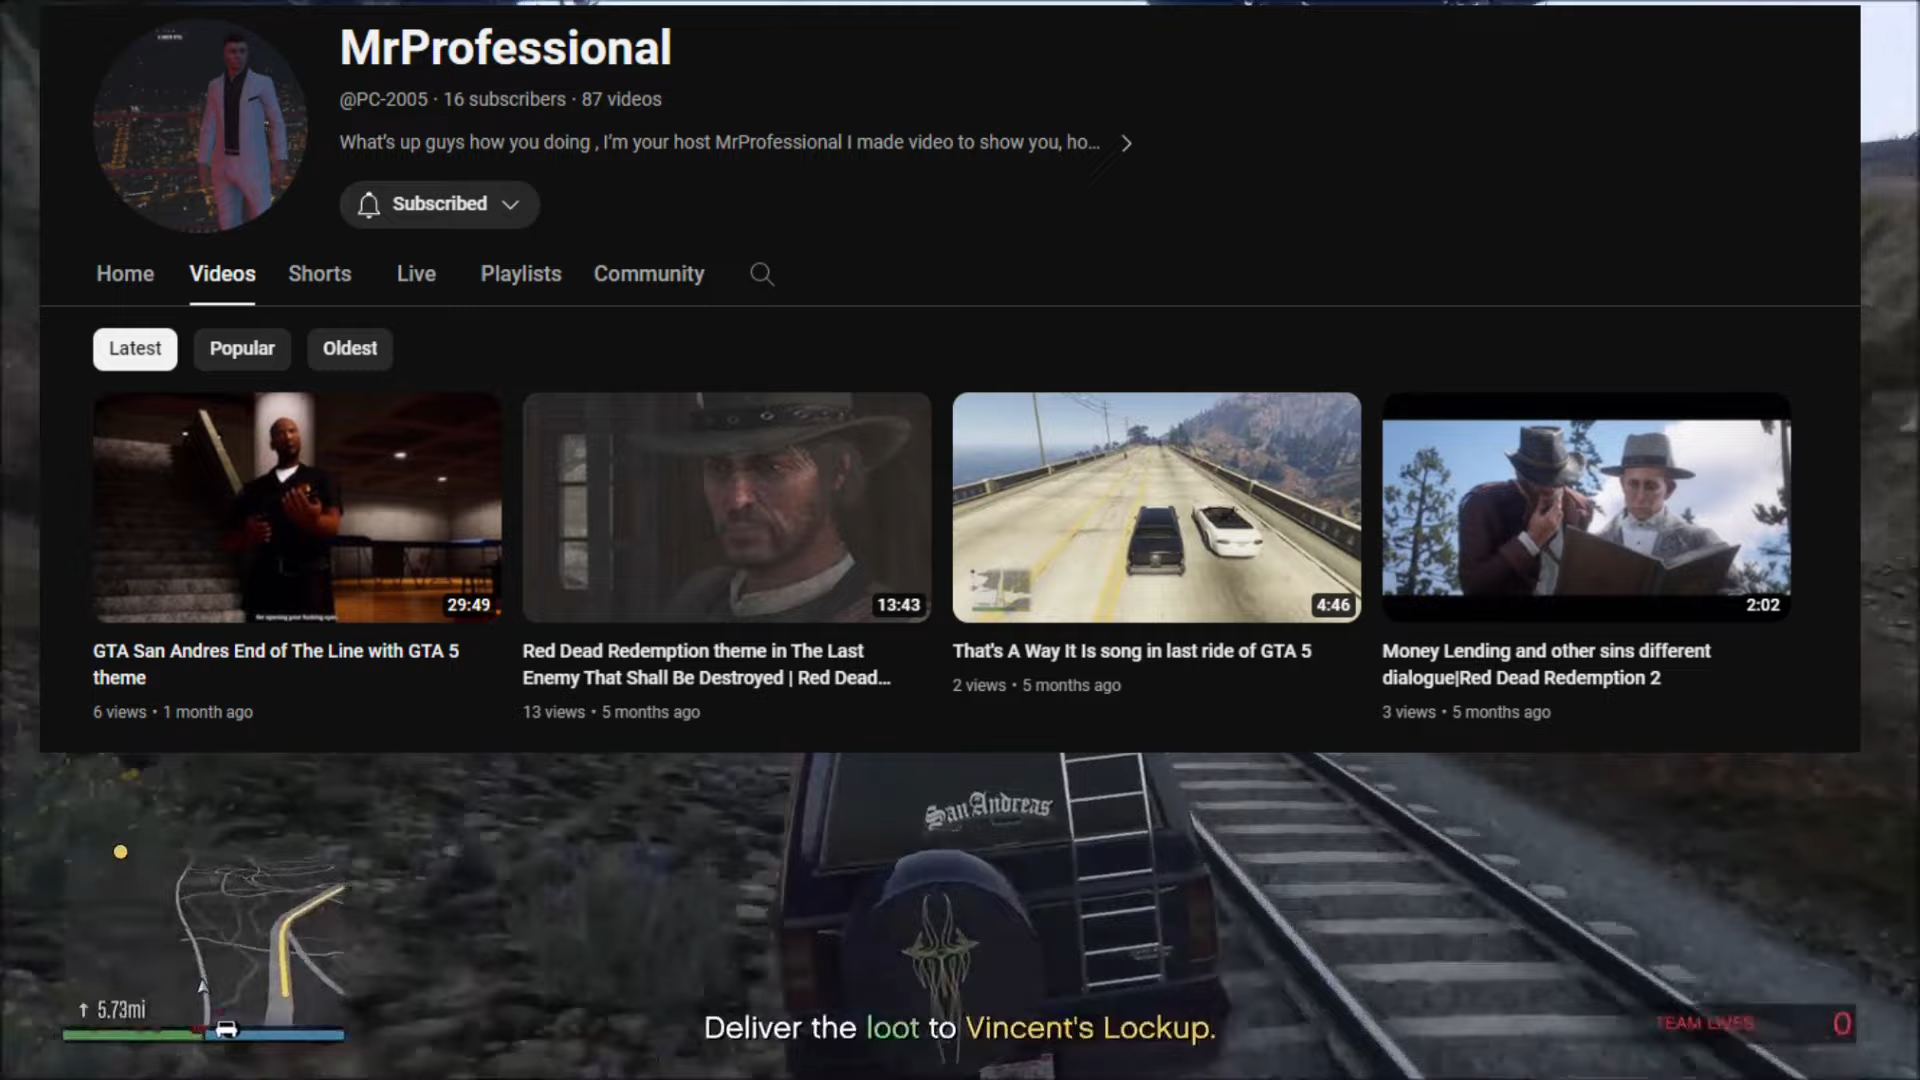 MrProfessional
@PC-2005 · 16 subscribers · 87 videos
What's up guys how you doing , I'm your host MrProfessional I made video to show you, ho...
Subscribed
Home Videos Shorts Live Playlists Community
Latest Popular Oldest
29:49
13:43
4:46
2:02
GTA San Andres End of The Line with GTA 5
theme
6 views • 1 month ago
Red Dead Redemption theme in The Last
Enemy That Shall Be Destroyed | Red Dead...
13 views • 5 months ago
That's A Way It Is song in last ride of GTA 5
2 views • 5 months ago
Money Lending and other sins different
dialogue|Red Dead Redemption 2
3 views • 5 months ago
San Andreas
5.73mi
Deliver the loot to Vincent's Lockup.
TEAM LIVES 0